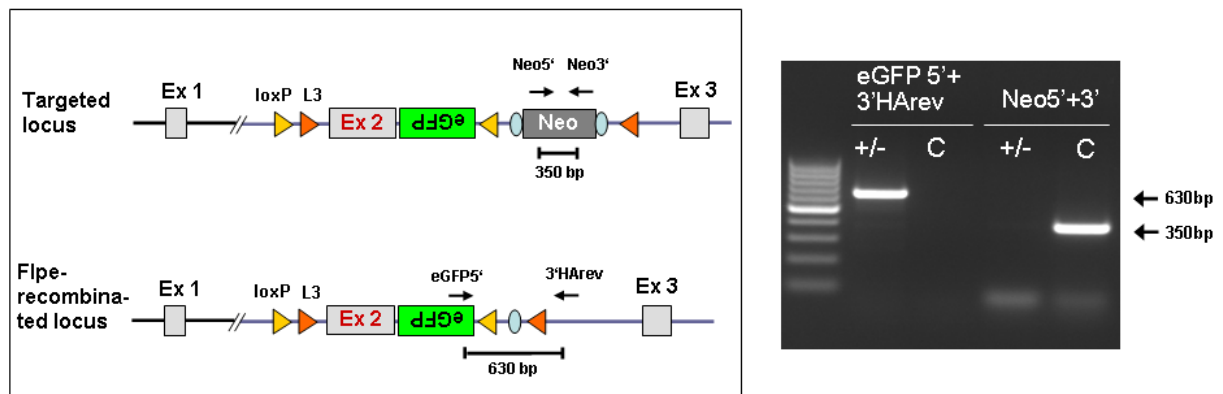 Neo5‘ Neo3‘
Ex 1 loxP L3 Ex 3
Targeted
locus
Ex 2 eGFP Neo
350 bp
eGFP5‘ 3‘HArev
Flpe-
recombina-
ted locus
Ex 1 loxP L3 Ex 3
Ex 2 eGFP
630 bp
eGFP 5’+
3’HArev
Neo5’+3’
+/- C +/- C
630bp
350bp